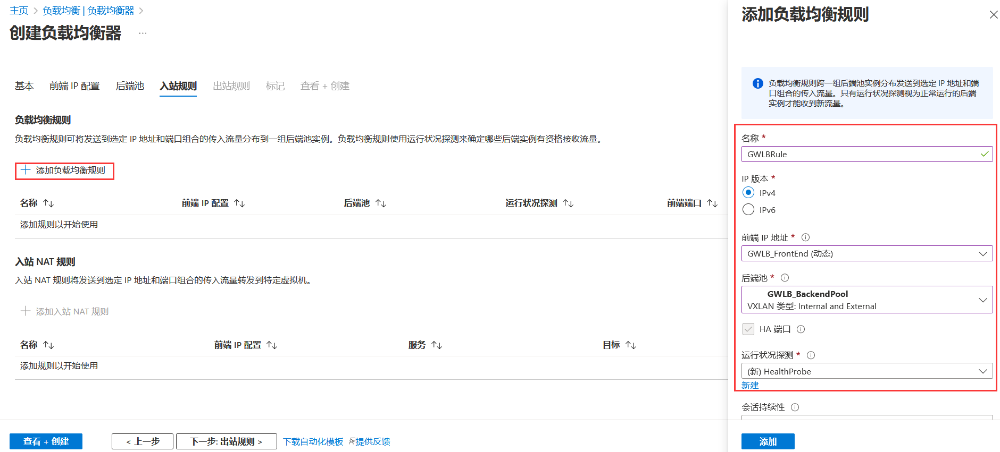 主页 > 负载均衡 | 负载均衡器 >
创建负载均衡器 ···
基本 前端 IP 配置 后端池 入站规则 出站规则 标记 查看 + 创建
负载均衡规则
负载均衡规则可将发送到选定 IP 地址和端口组合的传入流量分布到一组后端池实例。负载均衡规则使用运行状况探测来确定哪些后端实例有资格接收流量。
+ 添加负载均衡规则
名称 ↑↓ 前端 IP 配置 ↑↓ 后端池 ↑↓ 运行状况探测 ↑↓ 前端端口 ↑↓
添加规则以开始使用
入站 NAT 规则
入站 NAT 规则将发送到选定 IP 地址和端口组合的传入流量转发到特定虚拟机。
+ 添加入站 NAT 规则
名称 ↑↓ 前端 IP 配置 ↑↓ 服务 ↑↓ 目标 ↑↓
添加规则以开始使用
查看 + 创建 < 上一步 下一步: 出站规则 > 下载自动化模板 提供反馈
添加负载均衡规则
负载均衡规则跨一组后端池实例分布发送到选定 IP 地址和端
口组合的传入流量。只有运行状况探测视为正常运行的后端
实例才能收到新流量。
名称 *
GWLBRule
IP 版本 *
IPv4
IPv6
前端 IP 地址 *
GWLB_FrontEnd (动态)
后端池 *
GWLB_BackendPool
VXLAN 类型: Internal and External
HA 端口
运行状况探测 *
(新) HealthProbe
新建
会话持续性
添加